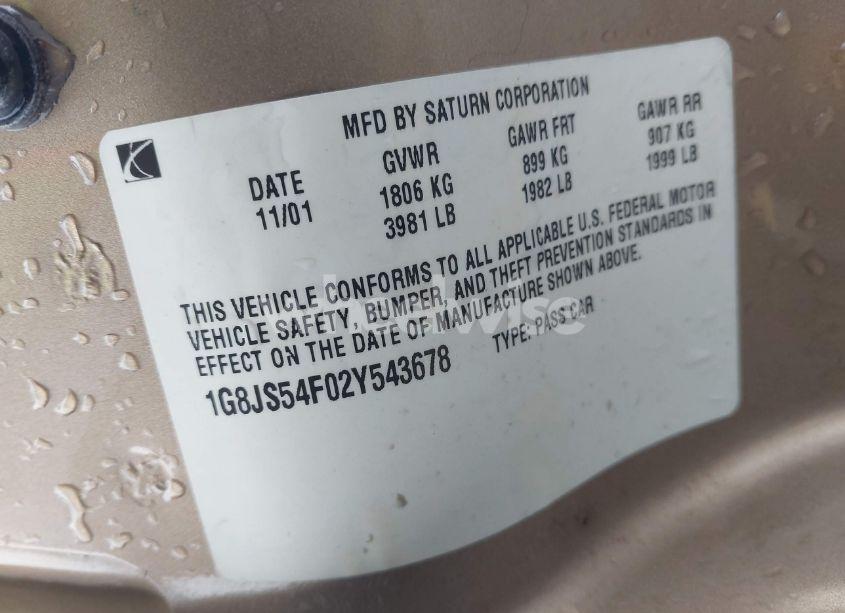 MFD BY SATURN CORPORATION
DATE GVWR GAWR FRT GAWR RR
11/01 1806 KG 899 KG 907 KG
3981 LB 1982 LB 1999 LB
THIS VEHICLE CONFORMS TO ALL APPLICABLE U.S. FEDERAL MOTOR
VEHICLE SAFETY, BUMPER, AND THEFT PREVENTION STANDARDS IN
EFFECT ON THE DATE OF MANUFACTURE SHOWN ABOVE.
1G8JS54F02Y543678 TYPE: PASS CAR